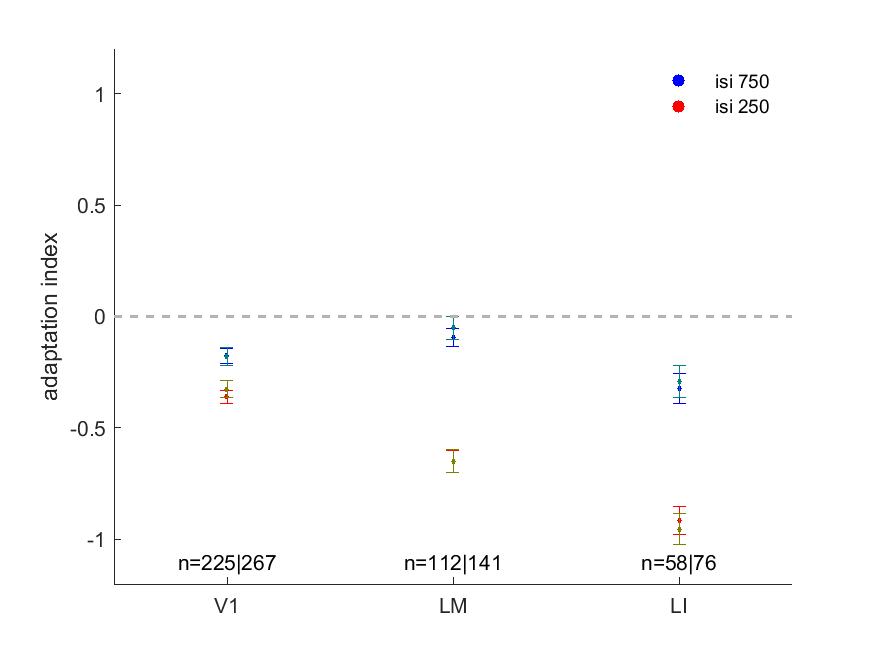 isi 750
isi 250
1
0.5
0
-0.5
-1
adaptation index
n=225|267
n=112|141
n=58|76
V1
LM
LI